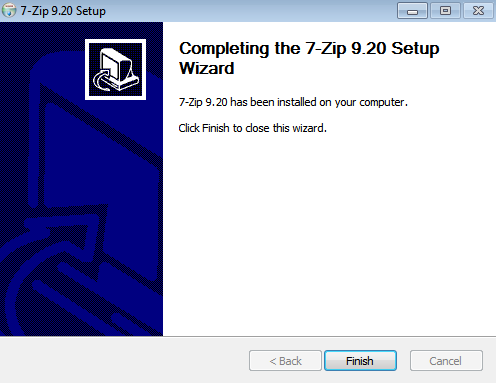 7-Zip 9.20 Setup
Completing the 7-Zip 9.20 Setup
Wizard
7-Zip 9.20 has been installed on your computer.
Click Finish to close this wizard.
< Back
Finish
Cancel